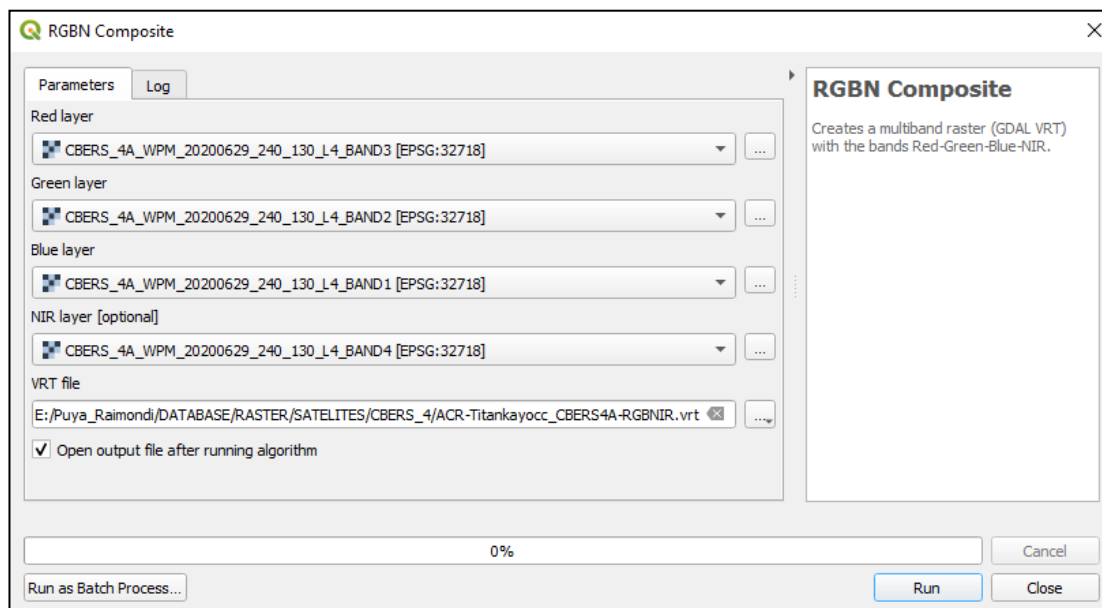 RGBN Composite
Parameters
Log
Red layer
CBERS_4A_WPM_20200629_240_130_L4_BAND3 [EPSG:32718]
...
Green layer
CBERS_4A_WPM_20200629_240_130_L4_BAND2 [EPSG:32718]
...
Blue layer
CBERS_4A_WPM_20200629_240_130_L4_BAND1 [EPSG:32718]
...
NIR layer [optional]
CBERS_4A_WPM_20200629_240_130_L4_BAND4 [EPSG:32718]
...
VRT file
E:/Puya_Raimondi/DATABASE/RASTER/SATELITES/CBERS_4/ACR-Titankayocc_CBERS4A-RGBNIR.vrt
...
Open output file after running algorithm
RGBN Composite
Creates a multiband raster (GDAL VRT)
with the bands Red-Green-Blue-NIR.
0%
Cancel
Run as Batch Process...
Run
Close